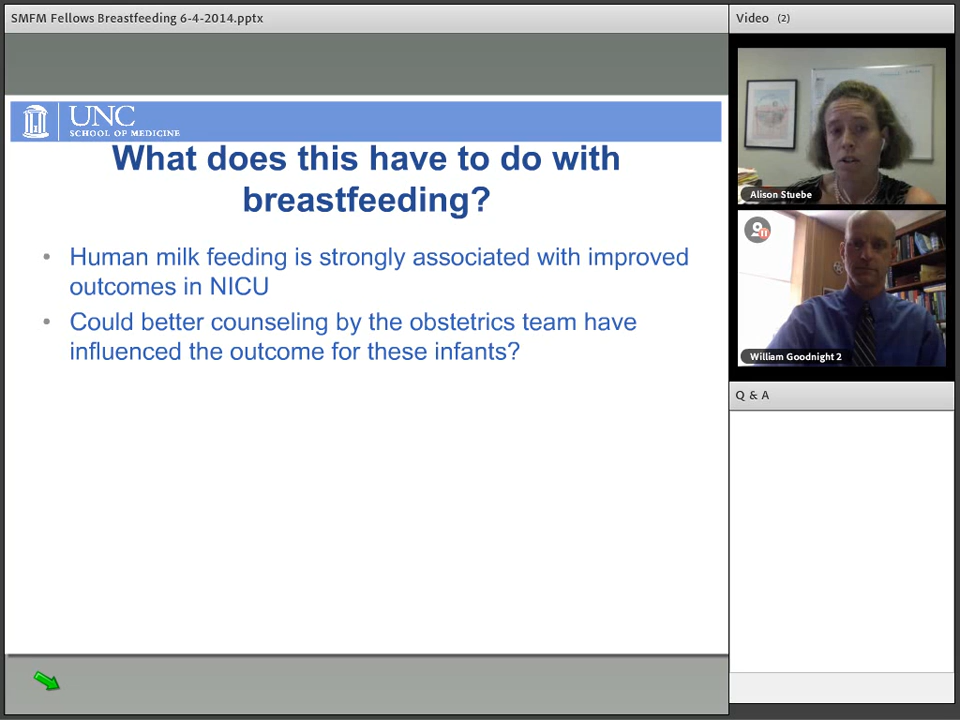 SMFM Fellows Breastfeeding 6-4-2014.pptx
Video (2)
UNC
SCHOOL OF MEDICINE
What does this have to do with
breastfeeding?
• Human milk feeding is strongly associated with improved
outcomes in NICU
• Could better counseling by the obstetrics team have
influenced the outcome for these infants?
Alison Stuebe
William Goodnight 2
Q & A